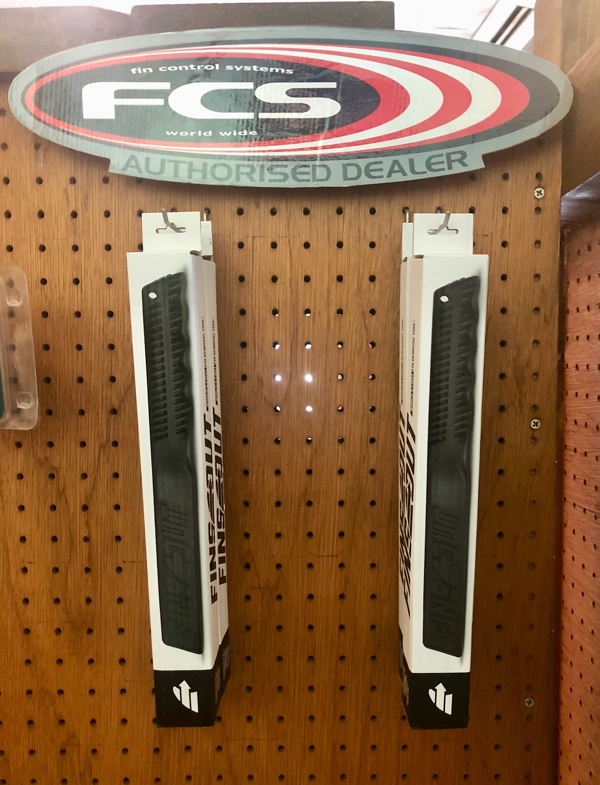 fin control systems
FCS
world wide
AUTHORISED DEALER
FINS OUT
FINS OUT
FINS OUT
FINS OUT